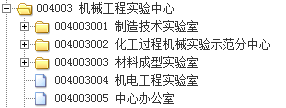 004003 机械工程实验中心
004003001 制造技术实验室
004003002 化工过程机械实验示范分中心
004003003 材料成型实验室
004003004 机电工程实验室
004003005 中心办公室